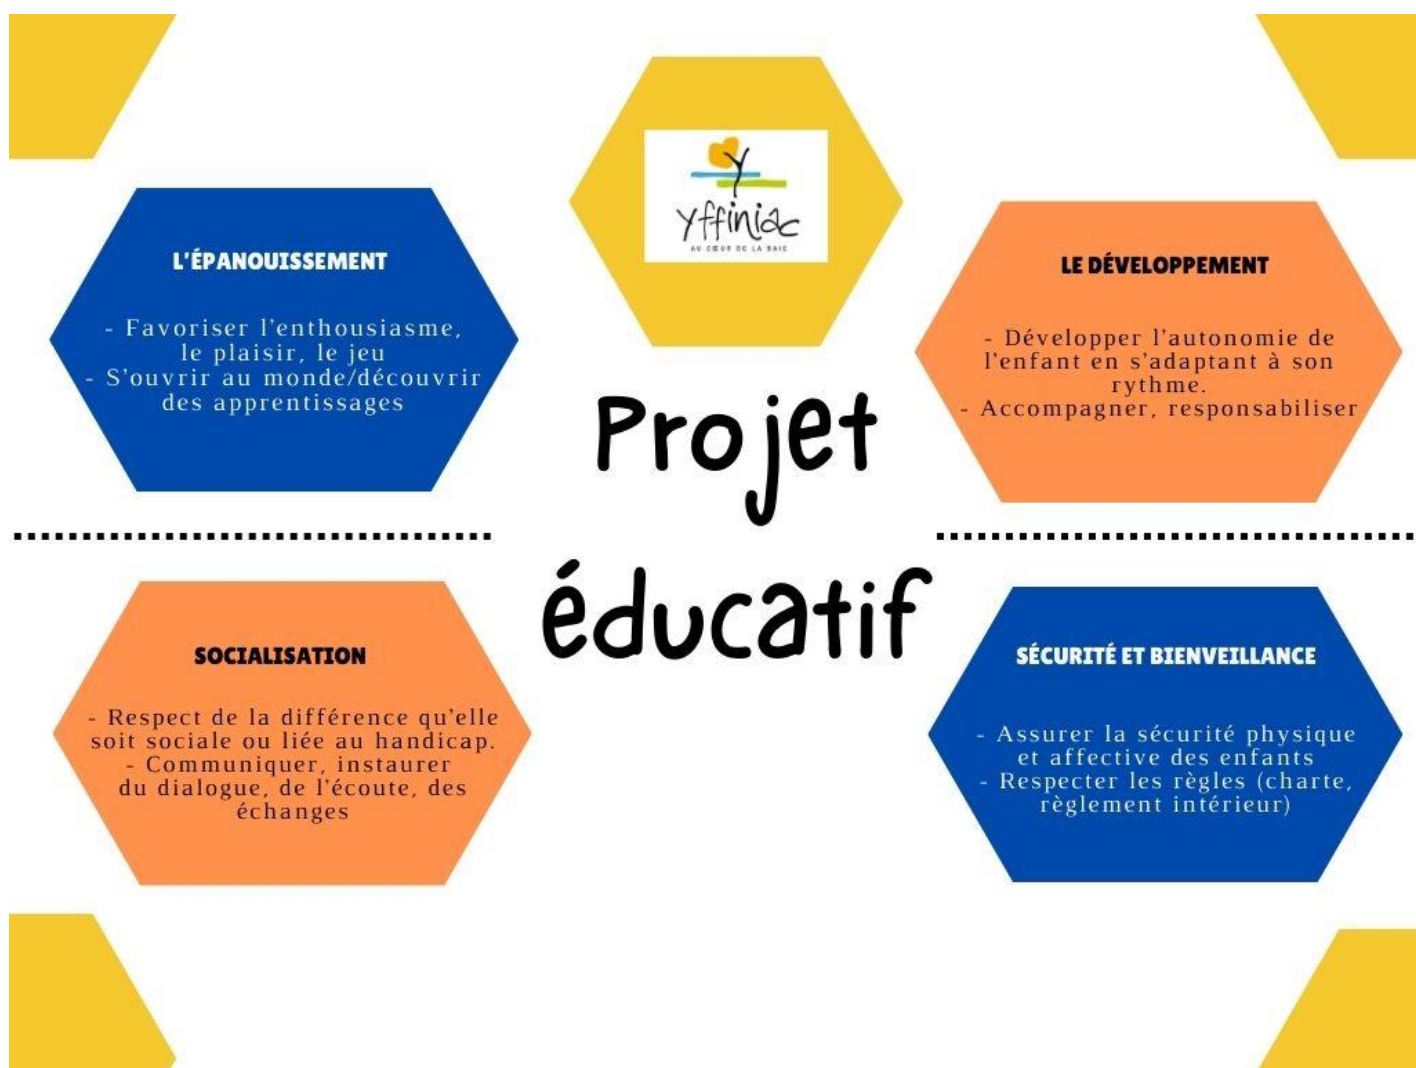 yffiniac
AU CŒUR DE LA BAIE
L'ÉPANOUISSEMENT
- Favoriser l'enthousiasme,
le plaisir, le jeu
- S'ouvrir au monde/découvrir
des apprentissages
LE DÉVELOPPEMENT
- Développer l'autonomie de
l'enfant en s'adaptant à son
rythme.
- Accompagner, responsabiliser
Projet
éducatif
SOCIALISATION
- Respect de la différence qu'elle
soit sociale ou liée au handicap.
- Communiquer, instaurer
du dialogue, de l'écoute, des
échanges
SÉCURITÉ ET BIENVEILLANCE
- Assurer la sécurité physique
et affective des enfants
- Respecter les règles (charte,
règlement intérieur)